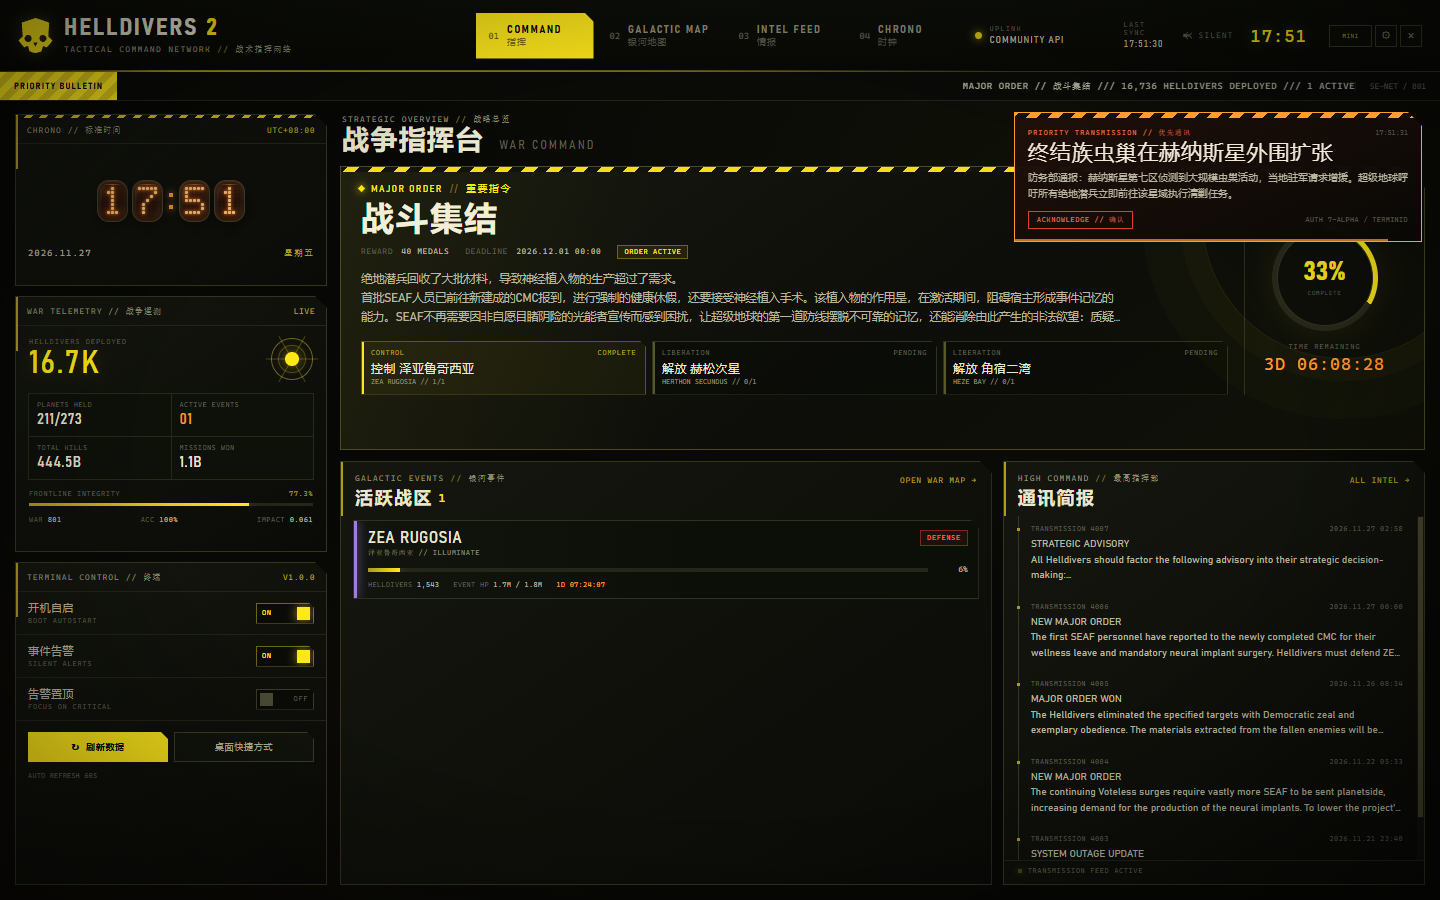 HELLDIVERS 2
TACTICAL COMMAND NETWORK // 战术指挥网络
01 COMMAND 指挥
02 GALACTIC MAP 银河地图
03 INTEL FEED 情报
04 CHRONO 时钟
UPLINK
COMMUNITY API
LAST SYNC
17:51:30
SILENT
17:51
MINI
PRIORITY BULLETIN
MAJOR ORDER // 战斗集结 /// 16,736 HELLDIVERS DEPLOYED /// 1 ACTIVE
SE-NET / 801
CHRONO // 标准时间
UTC+08:00
17:51
2026.11.27
星期五
WAR TELEMETRY // 战争遥测
LIVE
HELLDIVERS DEPLOYED
16.7K
PLANETS HELD
211/273
ACTIVE EVENTS
01
TOTAL KILLS
444.5B
MISSIONS WON
1.1B
FRONTLINE INTEGRITY
77.3%
WAR 801
ACC 100%
IMPACT 0.061
TERMINAL CONTROL // 终端
V1.0.0
开机自启
BOOT AUTOSTART
ON
事件告警
SILENT ALERTS
ON
告警置顶
FOCUS ON CRITICAL
OFF
↻ 刷新数据
桌面快捷方式
AUTO REFRESH 60S
STRATEGIC OVERVIEW // 战略总览
战争指挥台 WAR COMMAND
◆ MAJOR ORDER // 重要指令
战斗集结
REWARD 40 MEDALS
DEADLINE 2026.12.01 00:00
ORDER ACTIVE
绝地潜兵回收了大批材料，导致神经植入物的生产超过了需求。
首批SEAF人员已前往新建成的CMC报到，进行强制的健康休假，还要接受神经植入手术。该植入物的作用是，在激活期间，阻碍宿主形成事件记忆的
能力。SEAF不再需要因非自愿目睹阴险的光能者宣传而感到困扰，让超级地球的第一道防线摆脱不可靠的记忆，还能消除由此产生的非法欲望：质疑…
CONTROL
COMPLETE
控制 泽亚鲁哥西亚
ZEA RUGOSIA // 1/1
LIBERATION
PENDING
解放 赫松次星
HERTHON SECUNDUS // 0/1
LIBERATION
PENDING
解放 角宿二湾
HEZE BAY // 0/1
33%
COMPLETE
TIME REMAINING
3D 06:08:28
PRIORITY TRANSMISSION // 优先通讯
17:51:31
终结族虫巢在赫纳斯星外围扩张
防务部通报：赫纳斯星第七区侦测到大规模虫巢活动，当地驻军请求增援。超级地球呼
吁所有绝地潜兵立即前往该星域执行清剿任务。
ACKNOWLEDGE // 确认
AUTH 7-ALPHA / TERMINID
GALACTIC EVENTS // 银河事件
活跃战区 1
OPEN WAR MAP →
ZEA RUGOSIA
泽亚鲁哥西亚 // ILLUMINATE
DEFENSE
6%
HELLDIVERS 1,543
EVENT HP 1.7M / 1.8M
1D 07:24:07
HIGH COMMAND // 最高指挥部
通讯简报
ALL INTEL →
TRANSMISSION 4007
2026.11.27 02:58
STRATEGIC ADVISORY
All Helldivers should factor the following advisory into their strategic decision-
making:…
TRANSMISSION 4006
2026.11.27 00:00
NEW MAJOR ORDER
The first SEAF personnel have reported to the newly completed CMC for their
wellness leave and mandatory neural implant surgery. Helldivers must defend ZE…
TRANSMISSION 4005
2026.11.26 08:34
MAJOR ORDER WON
The Helldivers eliminated the specified targets with Democratic zeal and
exemplary obedience. The materials extracted from the fallen enemies will be…
TRANSMISSION 4004
2026.11.22 05:33
NEW MAJOR ORDER
The continuing Voteless surges require vastly more SEAF to be sent planetside,
increasing demand for the production of the neural implants. To lower the project'…
TRANSMISSION 4003
2026.11.21 23:40
SYSTEM OUTAGE UPDATE
TRANSMISSION FEED ACTIVE